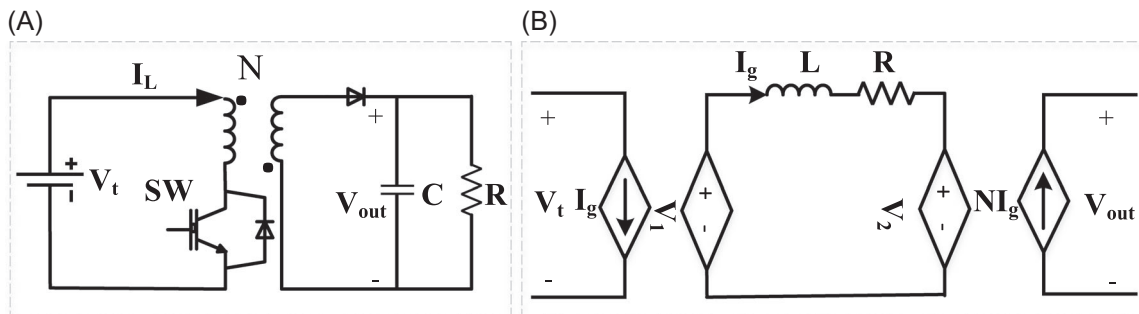 (A)
I_L
N
+
V_t
-
SW
+
V_out
-
C
R
(B)
I_g
L
R
+
V_t
-
I_g
V_1
+
-
V_2
+
-
NI_g
+
V_out
-